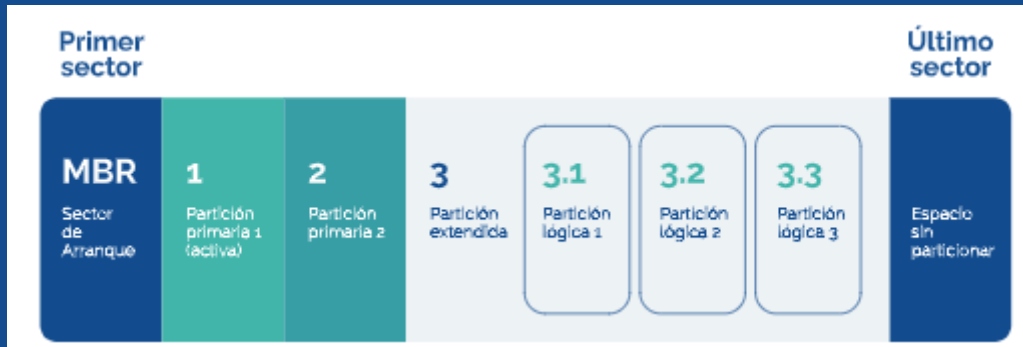 Primer
sector
Último
sector
MBR
Sector
de
Arranque
1
Partición
primaria 1
(activa)
2
Partición
primaria 2
3
Partición
extendida
3.1
Partición
lógica 1
3.2
Partición
lógica 2
3.3
Partición
lógica 3
Espacio
sin
particionar